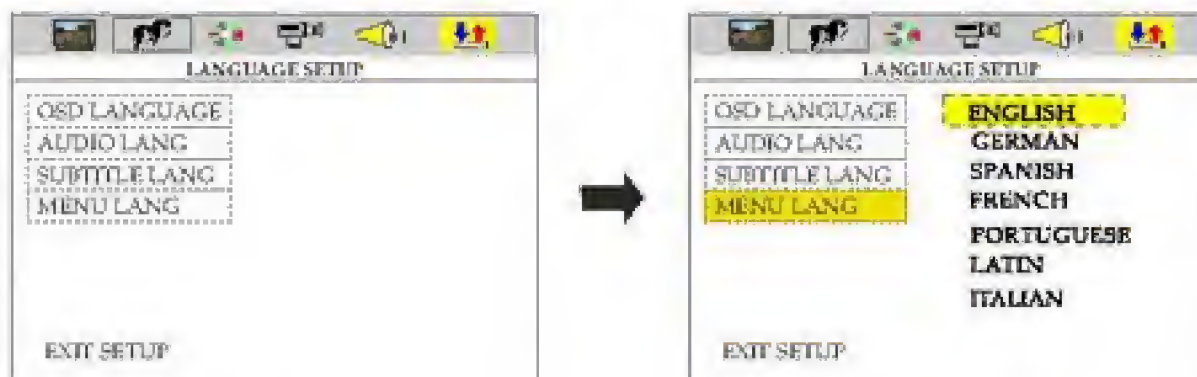 LANGUAGE SETUP
OSD LANGUAGE
AUDIO LANG
SUBTITLE LANG
MENU LANG
EXIT SETUP
LANGUAGE SETUP
OSD LANGUAGE
AUDIO LANG
SUBTITLE LANG
MENU LANG
ENGLISH
GERMAN
SPANISH
FRENCH
PORTUGUESE
LATIN
ITALIAN
EXIT SETUP